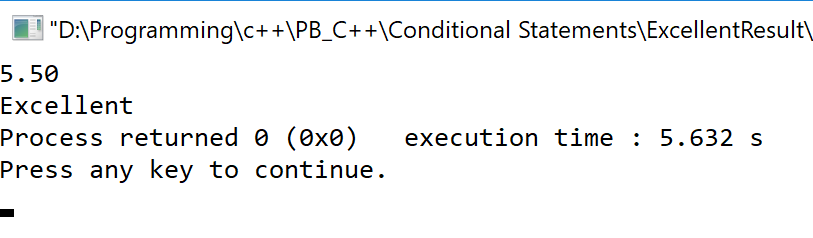 "D:\Programming\c++\PB_C++\Conditional Statements\ExcellentResult\
5.50
Excellent
Process returned 0 (0x0)   execution time : 5.632 s
Press any key to continue.